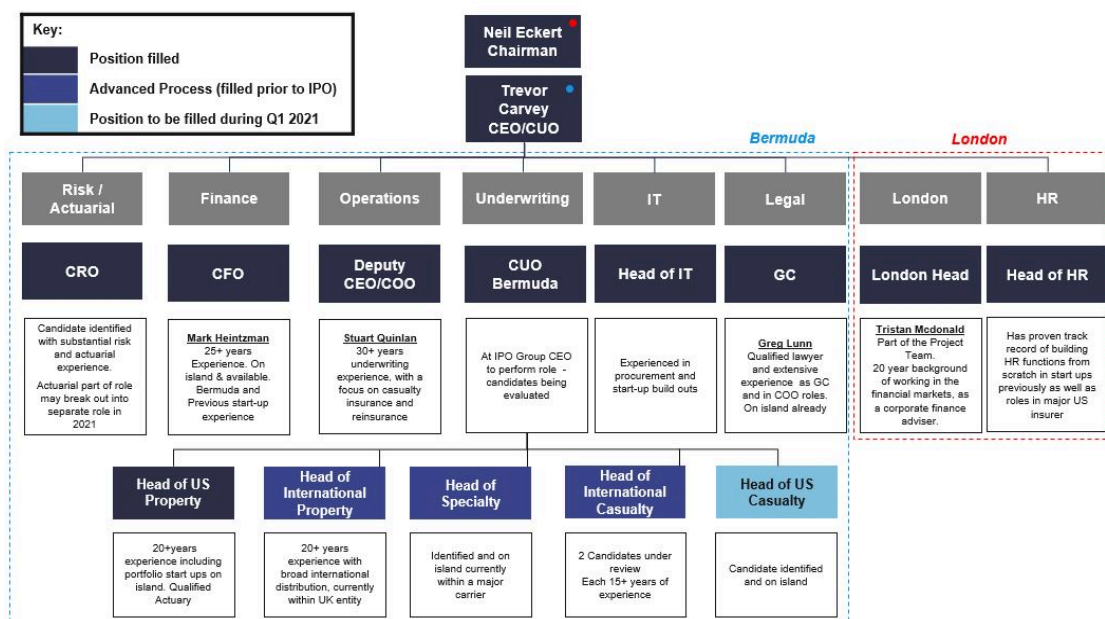 Key:
Position filled
Advanced Process (filled prior to IPO)
Position to be filled during Q1 2021
Neil Eckert
Chairman
Trevor
Carvey
CEO/CUO
Bermuda
London
Risk /
Actuarial
Finance
Operations
Underwriting
IT
Legal
London
HR
CRO
CFO
Deputy
CEO/COO
CUO
Bermuda
Head of IT
GC
London Head
Head of HR
Candidate identified
with substantial risk
and actuarial
experience.
Actuarial part of role
may break out into
separate role in
2021
Mark Heintzman
25+ years
Experience. On
island & available.
Bermuda and
Previous start-up
experience
Stuart Quinlan
30+ years
underwriting
experience, with a
focus on casualty
insurance and
reinsurance
At IPO Group CEO
to perform role -
candidates being
evaluated
Experienced in
procurement and
start-up build outs
Greg Lunn
Qualified lawyer
and extensive
experience as GC
and in COO roles.
On island already
Tristan Mcdonald
Part of the Project
Team.
20 year background
of working in the
financial markets, as
a corporate finance
adviser.
Has proven track
record of building
HR functions from
scratch in start ups
previously as well as
roles in major US
insurer
Head of US
Property
Head of
International
Property
Head of
Specialty
Head of
International
Casualty
Head of US
Casualty
20+years
experience including
portfolio start ups on
island. Qualified
Actuary
20+ years
experience with
broad international
distribution, currently
within UK entity
Identified and on
island currently
within a major
carrier
2 Candidates under
review
Each 15+ years of
experience
Candidate identified
and on island